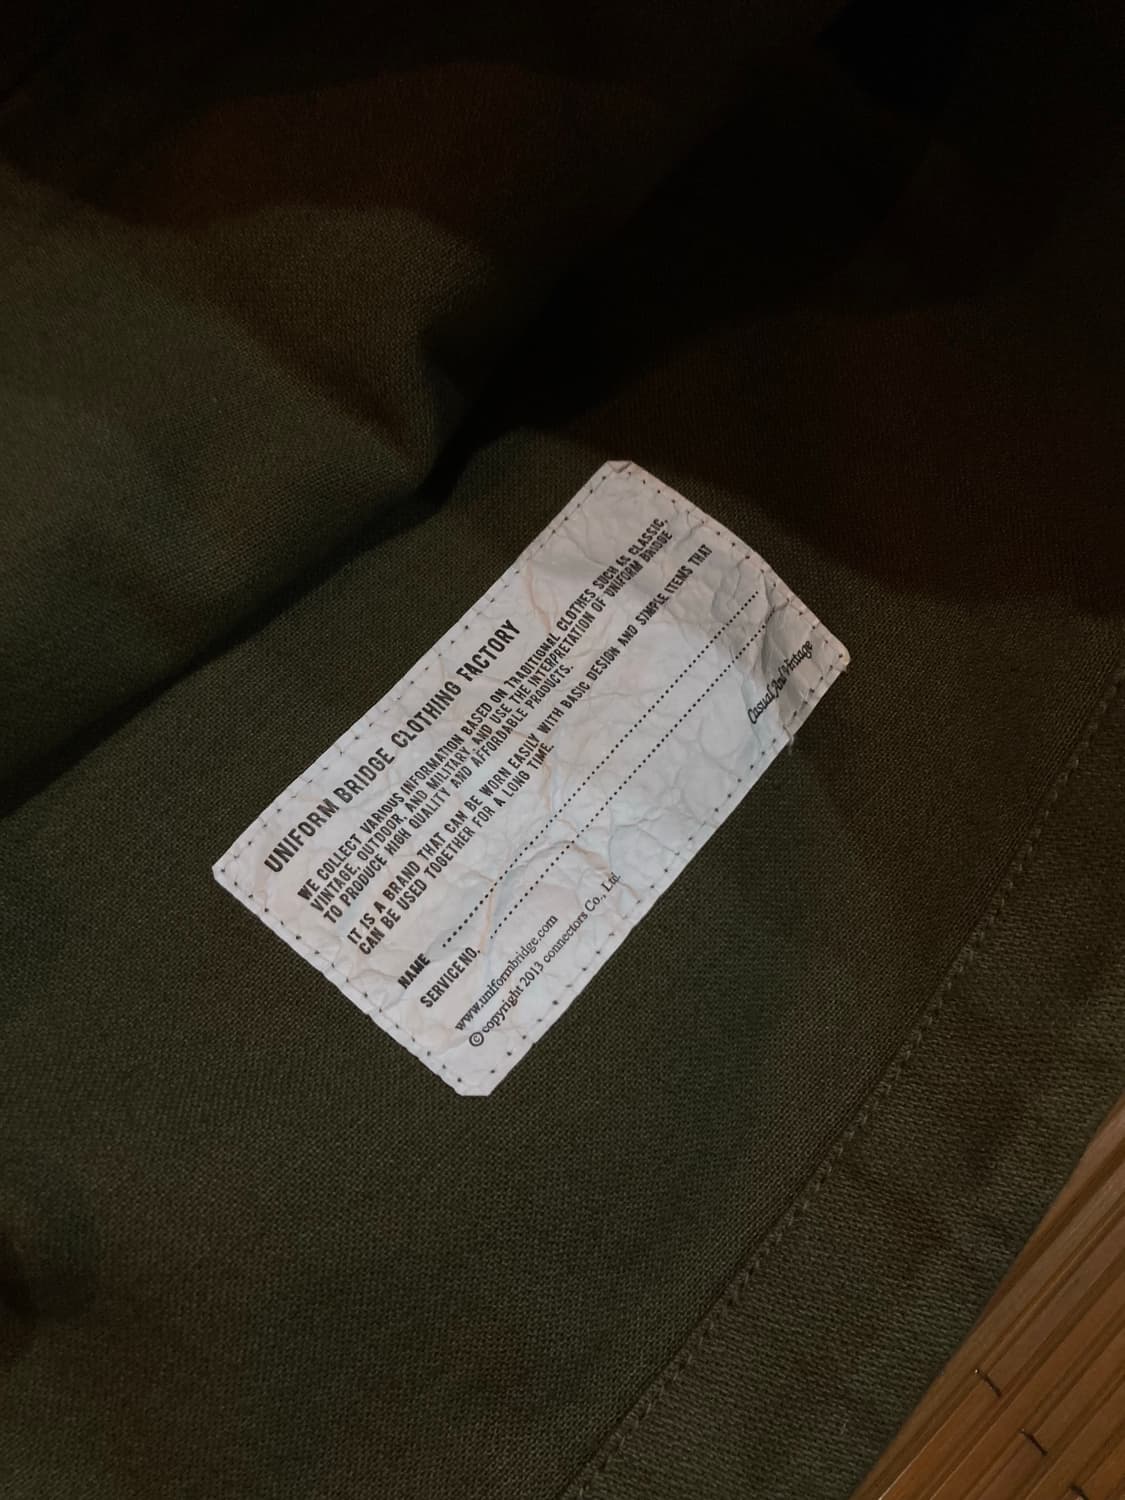 UNIFORM BRIDGE CLOTHING FACTORY
WE COLLECT VARIOUS INFORMATION BASED ON TRADITIONAL CLOTHES SUCH AS CLASSIC,
VINTAGE, OUTDOOR, AND MILITARY, AND USE THE INTERPRETATION OF UNIFORM BRIDGE
TO PRODUCE HIGH QUALITY AND AFFORDABLE PRODUCTS.
IT IS A BRAND THAT CAN BE WORN EASILY WITH BASIC DESIGN AND SIMPLE ITEMS THAT
CAN BE USED TOGETHER FOR A LONG TIME.
NAME
SERVICE NO.
www.uniformbridge.com
© copyright 2013 connectors Co., Ltd.
Casual And Vintage